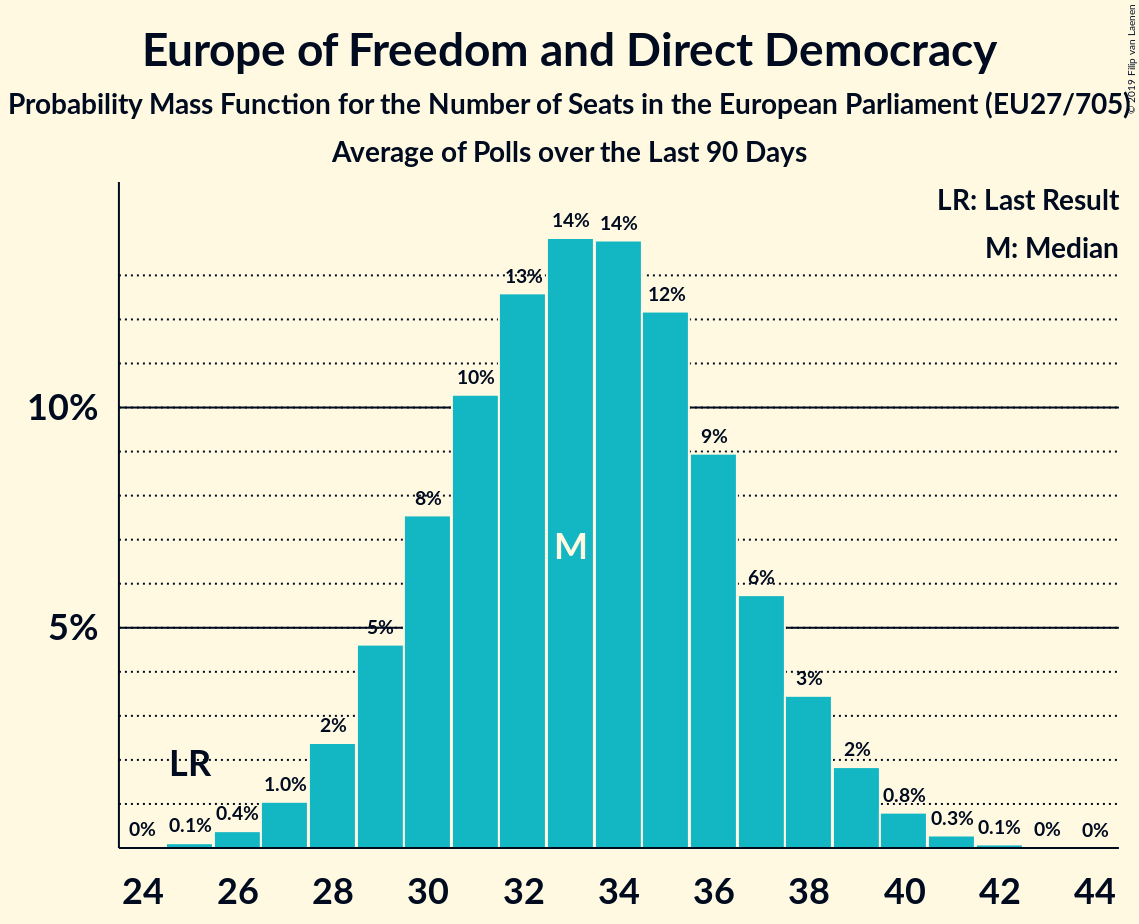 Europe of Freedom and Direct Democracy
Probability Mass Function for the Number of Seats in the European Parliament (EU27/705)
Average of Polls over the Last 90 Days
© 2019 Filip van Laenen
LR: Last Result
M: Median
14% 14%
13% 12%
10%
10%
9%
8%
M
6%
5%
5%
3%
2% 2%
LR
1.0% 0.8%
0% 0.1% 0.4% 0.3% 0.1% 0% 0%
24 26 28 30 32 34 36 38 40 42 44